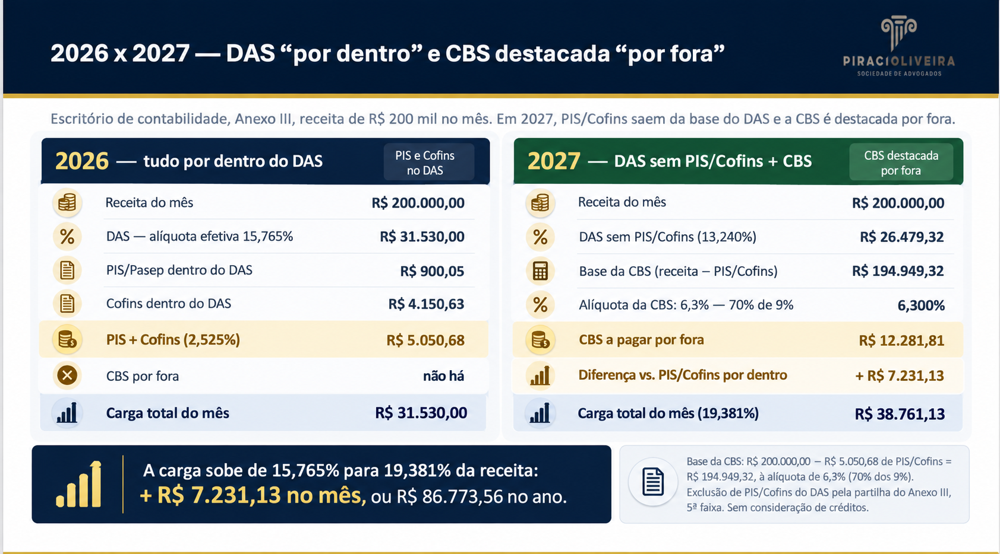 2026 x 2027 — DAS “por dentro” e CBS destacada “por fora”
PIRACIOLIVEIRA
SOCIEDADE DE ADVOGADOS
Escritório de contabilidade, Anexo III, receita de R$ 200 mil no mês. Em 2027, PIS/Cofins saem da base do DAS e a CBS é destacada por fora.
2026 — tudo por dentro do DAS
PIS e Cofins
no DAS
Receita do mês R$ 200.000,00
% DAS — alíquota efetiva 15,765% R$ 31.530,00
PIS/Pasep dentro do DAS R$ 900,05
Cofins dentro do DAS R$ 4.150,63
PIS + Cofins (2,525%) R$ 5.050,68
CBS por fora não há
Carga total do mês R$ 31.530,00
2027 — DAS sem PIS/Cofins + CBS
CBS destacada
por fora
Receita do mês R$ 200.000,00
% DAS sem PIS/Cofins (13,240%) R$ 26.479,32
Base da CBS (receita – PIS/Cofins) R$ 194.949,32
% Alíquota da CBS: 6,3% — 70% de 9% 6,300%
CBS a pagar por fora R$ 12.281,81
Diferença vs. PIS/Cofins por dentro + R$ 7.231,13
Carga total do mês (19,381%) R$ 38.761,13
A carga sobe de 15,765% para 19,381% da receita:
+ R$ 7.231,13 no mês, ou R$ 86.773,56 no ano.
Base da CBS: R$ 200.000,00 – R$ 5.050,68 de PIS/Cofins =
R$ 194.949,32, à alíquota de 6,3% (70% dos 9%).
Exclusão de PIS/Cofins do DAS pela partilha do Anexo III,
5ª faixa. Sem consideração de créditos.